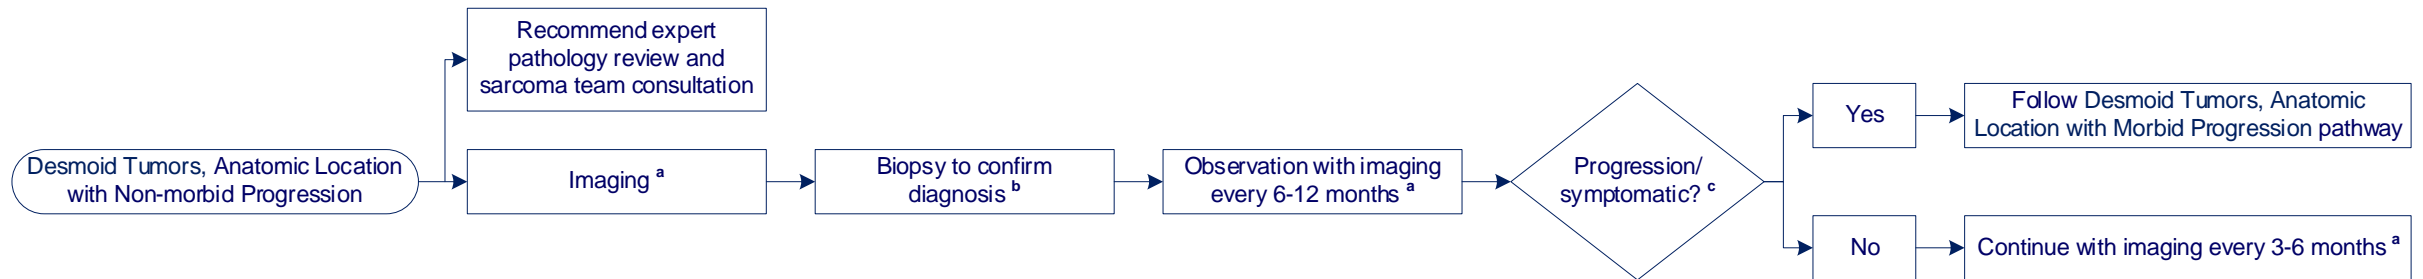 Recommend expert
pathology review and
sarcoma team consultation
Desmoid Tumors, Anatomic Location
with Non-morbid Progression
Imaging a
Biopsy to confirm
diagnosis b
Observation with imaging
every 6-12 months a
Progression/
symptomatic? c
Yes
Follow Desmoid Tumors, Anatomic
Location with Morbid Progression pathway
No
Continue with imaging every 3-6 months a